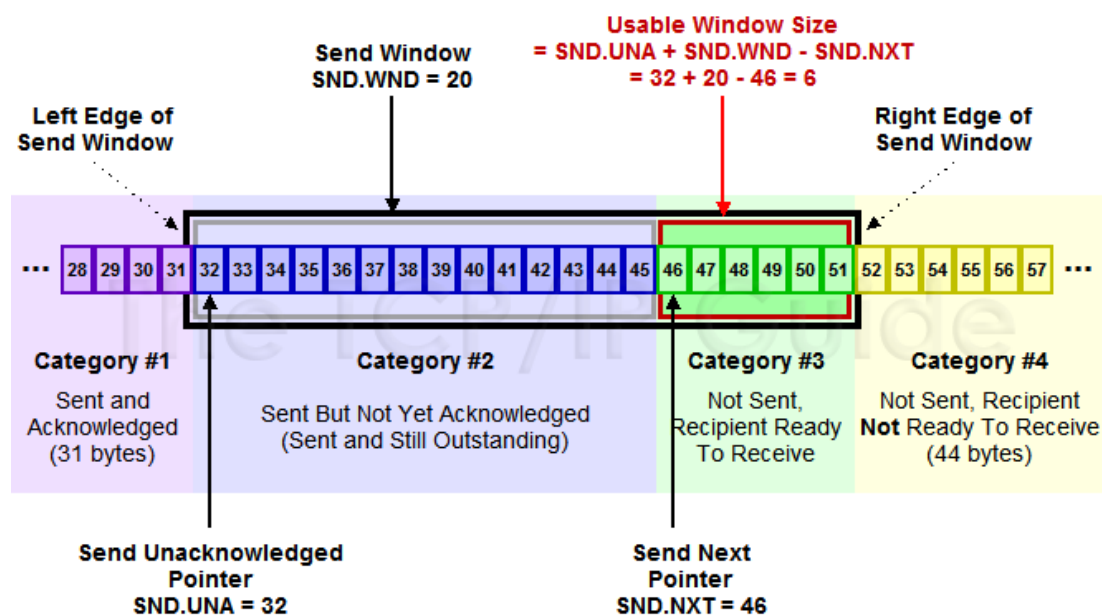 Usable Window Size
= SND.UNA + SND.WND - SND.NXT
= 32 + 20 - 46 = 6
Send Window
SND.WND = 20
Left Edge of
Send Window
Right Edge of
Send Window
... 28 29 30 31 32 33 34 35 36 37 38 39 40 41 42 43 44 45 46 47 48 49 50 51 52 53 54 55 56 57 ...
The TCP/IP Guide
Category #1
Sent and
Acknowledged
(31 bytes)
Category #2
Sent But Not Yet Acknowledged
(Sent and Still Outstanding)
Category #3
Not Sent,
Recipient Ready
To Receive
Category #4
Not Sent, Recipient
Not Ready To Receive
(44 bytes)
Send Unacknowledged
Pointer
SND.UNA = 32
Send Next
Pointer
SND.NXT = 46